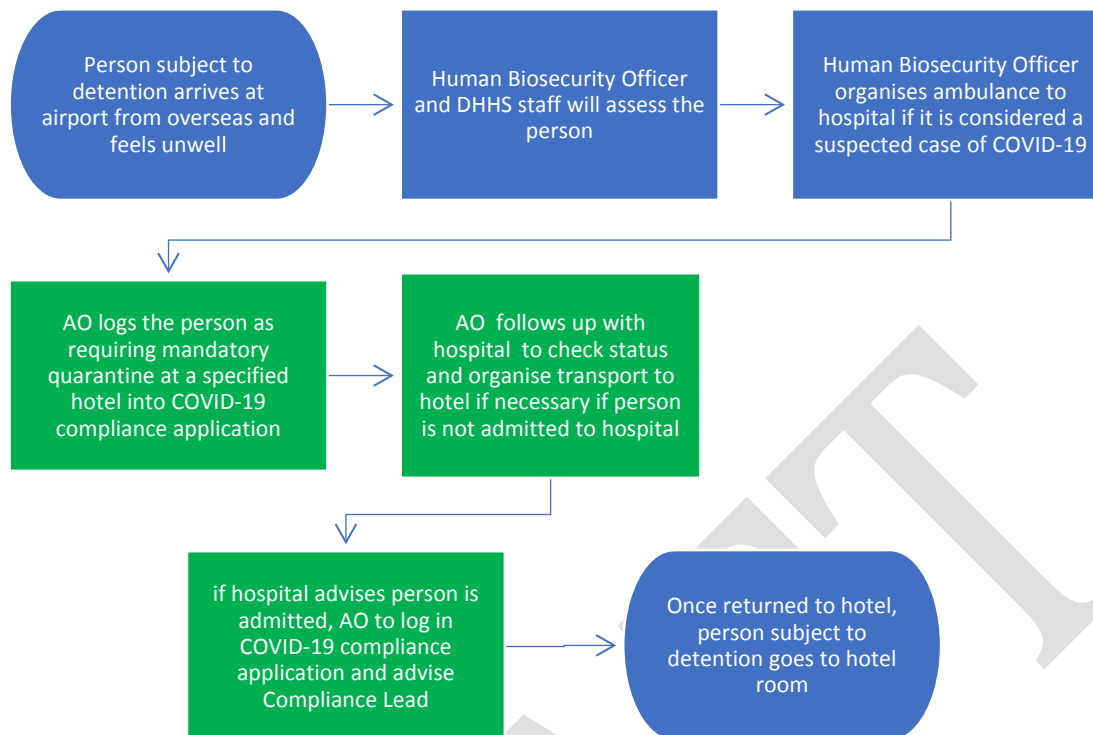 Person subject to
detention arrives at
airport from overseas and
feels unwell
Human Biosecurity Officer
and DHHS staff will assess the
person
Human Biosecurity Officer
organises ambulance to
hospital if it is considered a
suspected case of COVID-19
AO logs the person as
requiring mandatory
quarantine at a specified
hotel into COVID-19
compliance application
AO follows up with
hospital to check status
and organise transport to
hotel if necessary if person
is not admitted to hospital
if hospital advises person is
admitted, AO to log in
COVID-19 compliance
application and advise
Compliance Lead
Once returned to hotel,
person subject to
detention goes to hotel
room